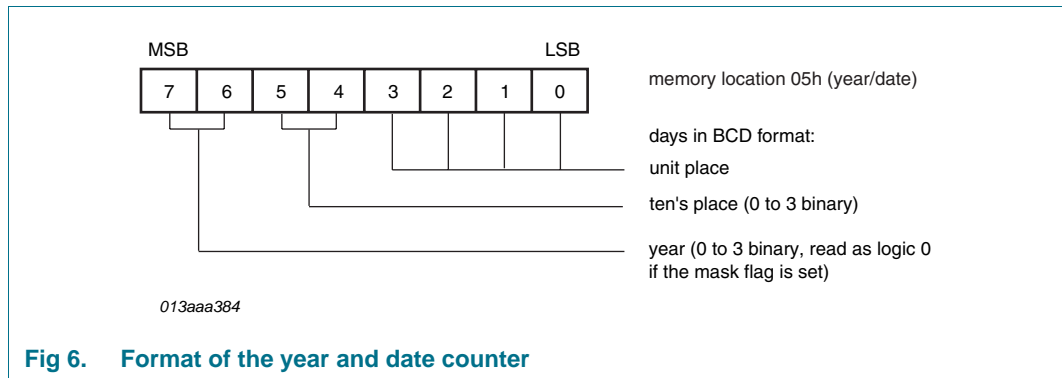 MSB LSB
7 6 5 4 3 2 1 0
memory location 05h (year/date)
days in BCD format:
unit place
ten's place (0 to 3 binary)
year (0 to 3 binary, read as logic 0
if the mask flag is set)
013aaa384
Fig 6. Format of the year and date counter